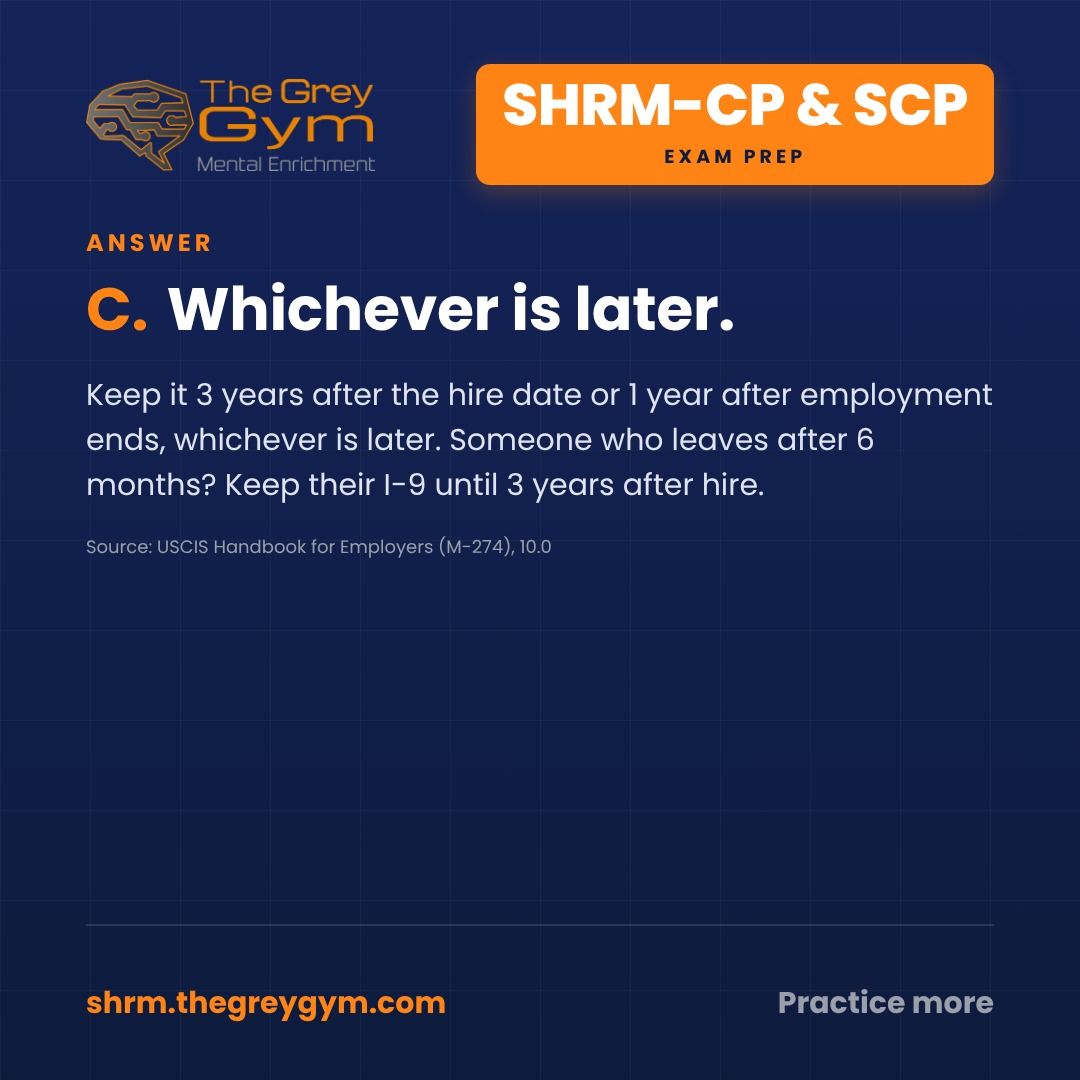 The Grey
Gym
Mental Enrichment
SHRM-CP & SCP
EXAM PREP
ANSWER
C. Whichever is later.
Keep it 3 years after the hire date or 1 year after employment
ends, whichever is later. Someone who leaves after 6
months? Keep their I-9 until 3 years after hire.
Source: USCIS Handbook for Employers (M-274), 10.0
shrm.thegreygym.com
Practice more